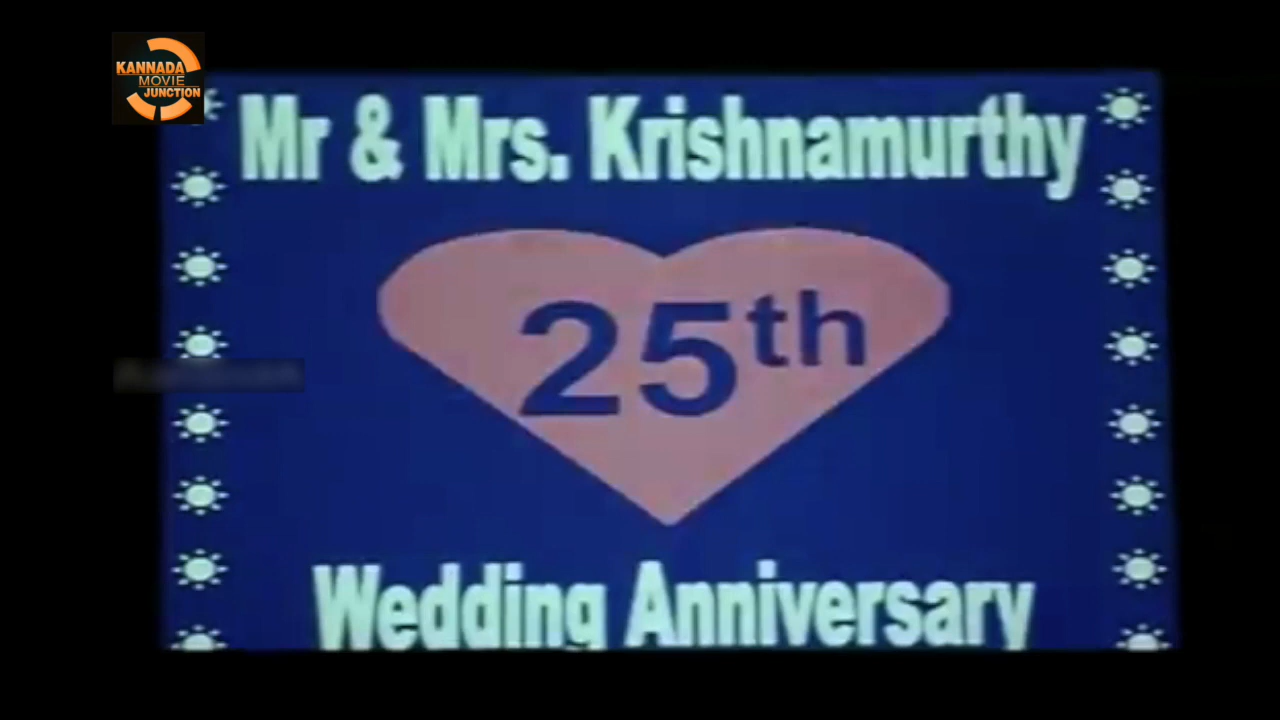 KANNADA
MOVIE
JUNCTION
Mr & Mrs. Krishnamurthy
25th
Wedding Anniversary